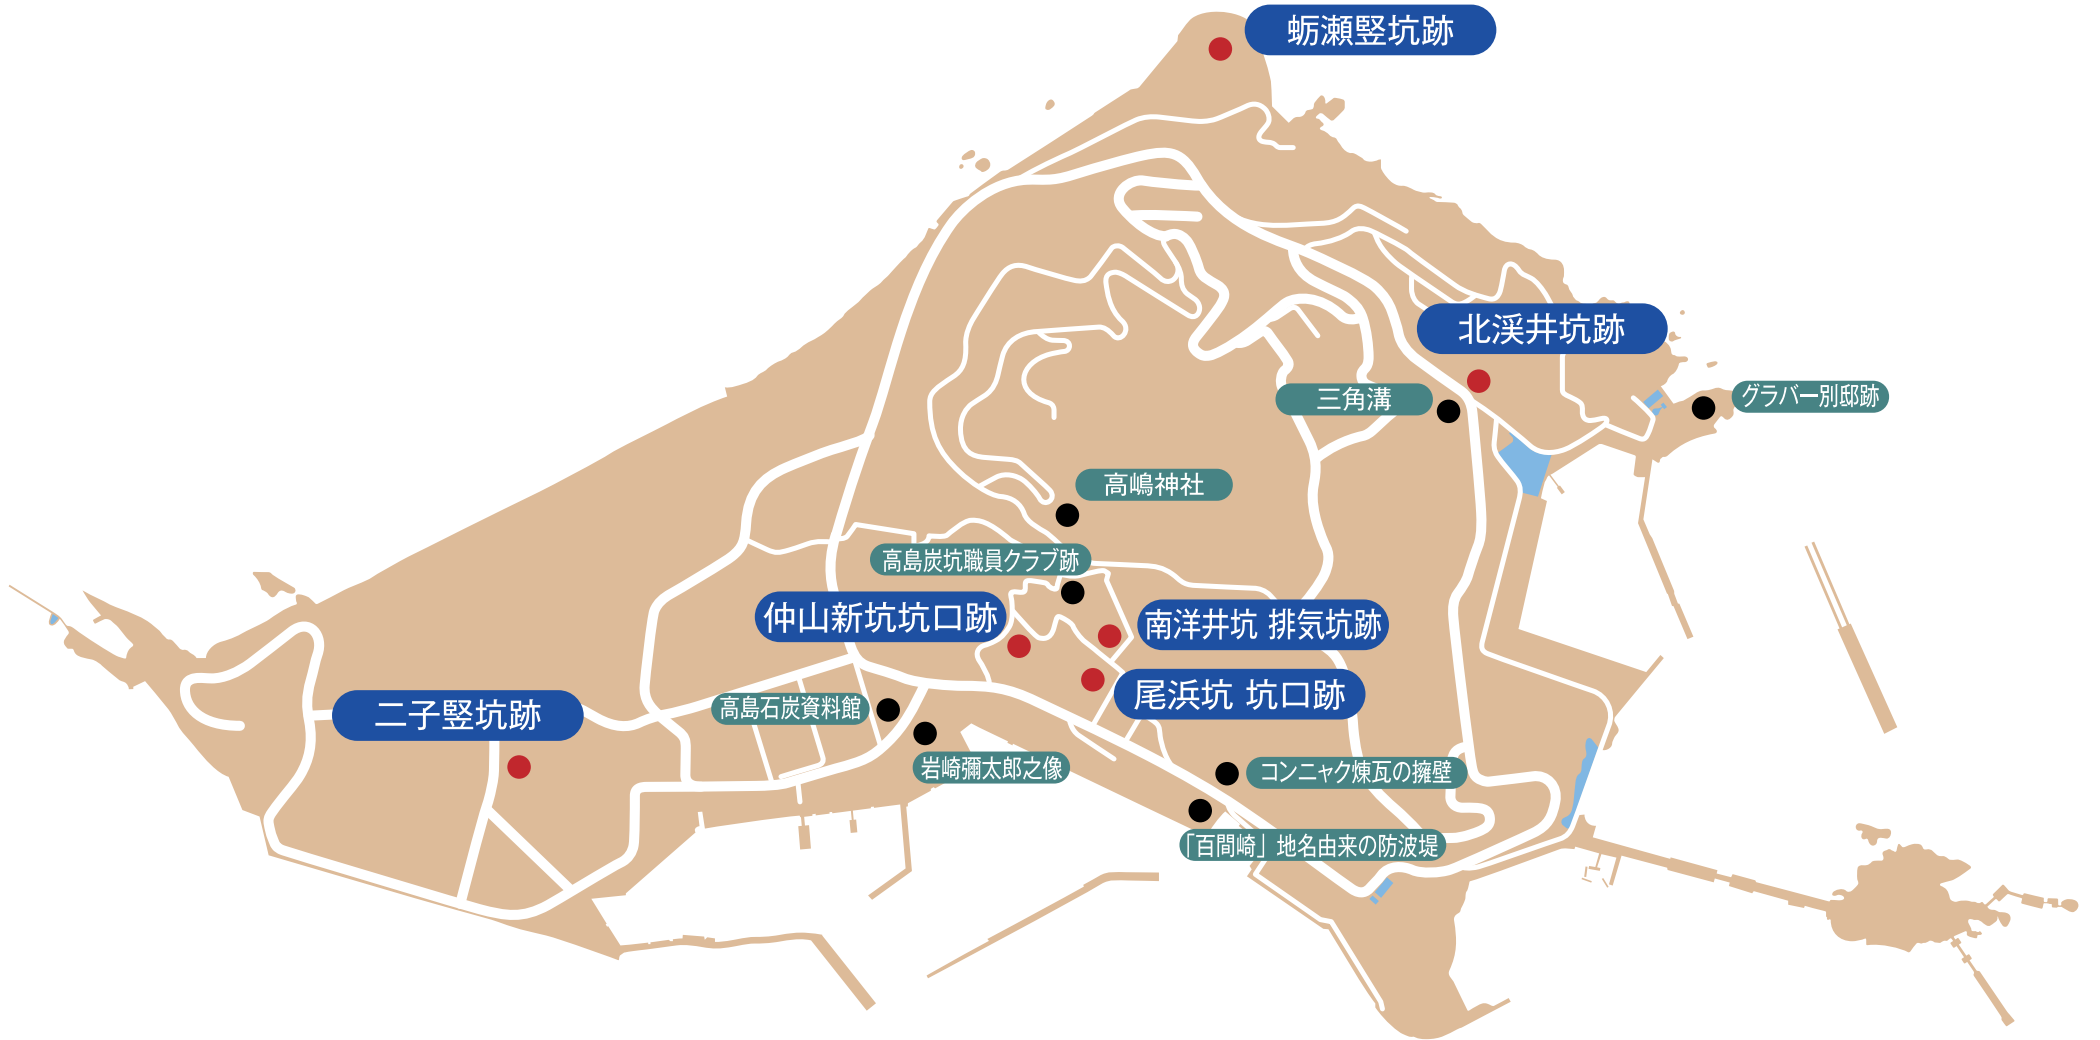 蛎瀬竪坑跡
北渓井坑跡
グラバー別邸跡
三角溝
高嶋神社
高島炭坑職員クラブ跡
仲山新坑坑口跡
南洋井坑 排気坑跡
尾浜坑 坑口跡
二子竪坑跡
高島石炭資料館
岩崎彌太郎之像
コンニャク煉瓦の擁壁
「百間崎」地名由来の防波堤